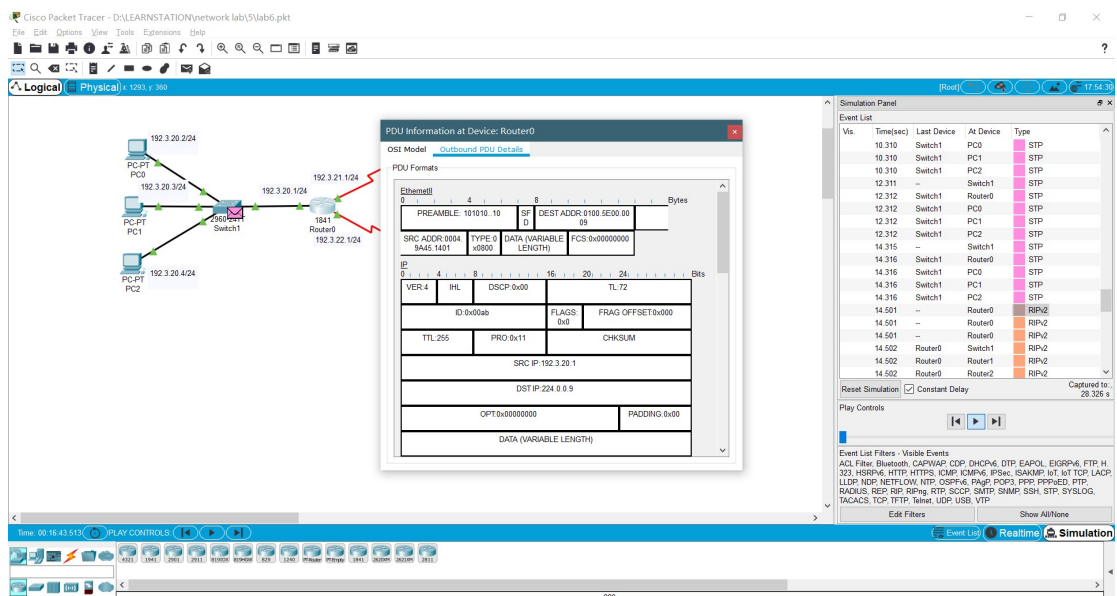 Cisco Packet Tracer - D:\LEARNSTATION\network lab\5\lab6.pkt
File Edit Options View Tools Extensions Help
?
Logical Physical x: 1293, y: 360 [Root] 17:54:30
192.3.20.2/24
PC-PT
PC0
192.3.20.3/24
PC-PT
PC1
192.3.20.4/24
PC-PT
PC2
2960-24TT
Switch1
192.3.20.1/24
192.3.21.1/24
1841
Router0
192.3.22.1/24
PDU Information at Device: Router0
OSI Model Outbound PDU Details
PDU Formats
EthernetII
0 4 8 Bytes
PREAMBLE: 101010..10 SF D DEST ADDR:0100.5E00.00 09
SRC ADDR:0004. 9A45.1401 TYPE:0 x0800 DATA (VARIABLE LENGTH) FCS:0x00000000
IP
0 4 8 16 20 24 Bits
VER:4 IHL DSCP:0x00 TL:72
ID:0x00ab FLAGS: 0x0 FRAG OFFSET:0x000
TTL:255 PRO:0x11 CHKSUM
SRC IP:192.3.20.1
DST IP:224.0.0.9
OPT:0x00000000 PADDING:0x00
DATA (VARIABLE LENGTH)
Simulation Panel
Event List
Vis. Time(sec) Last Device At Device Type
10.310 Switch1 PC0 STP
10.310 Switch1 PC1 STP
10.310 Switch1 PC2 STP
12.311 -- Switch1 STP
12.312 Switch1 Router0 STP
12.312 Switch1 PC0 STP
12.312 Switch1 PC1 STP
12.312 Switch1 PC2 STP
14.315 -- Switch1 STP
14.316 Switch1 Router0 STP
14.316 Switch1 PC0 STP
14.316 Switch1 PC1 STP
14.316 Switch1 PC2 STP
14.501 -- Router0 RIPv2
14.501 -- Router0 RIPv2
14.501 -- Router0 RIPv2
14.502 Router0 Switch1 RIPv2
14.502 Router0 Router1 RIPv2
14.502 Router0 Router2 RIPv2
Reset Simulation Constant Delay Captured to:
28.326 s
Play Controls
Event List Filters - Visible Events
ACL Filter, Bluetooth, CAPWAP, CDP, DHCPv6, DTP, EAPOL, EIGRPv6, FTP, H.
323, HSRPv6, HTTP, HTTPS, ICMP, ICMPv6, IPSec, ISAKMP, IoT, IoT TCP, LACP,
LLDP, NDP, NETFLOW, NTP, OSPFv6, PAgP, POP3, PPP, PPPoED, PTP,
RADIUS, REP, RIP, RIPng, RTP, SCCP, SMTP, SNMP, SSH, STP, SYSLOG,
TACACS, TCP, TFTP, Telnet, UDP, USB, VTP
Edit Filters Show All/None
Time: 00:16:43.513 PLAY CONTROLS: Event List Realtime Simulation
4321 1941 2901 2911 819IOX 819HGW 829 1240 PT-Router PT-Empty 1841 2620XM 2621XM 2811